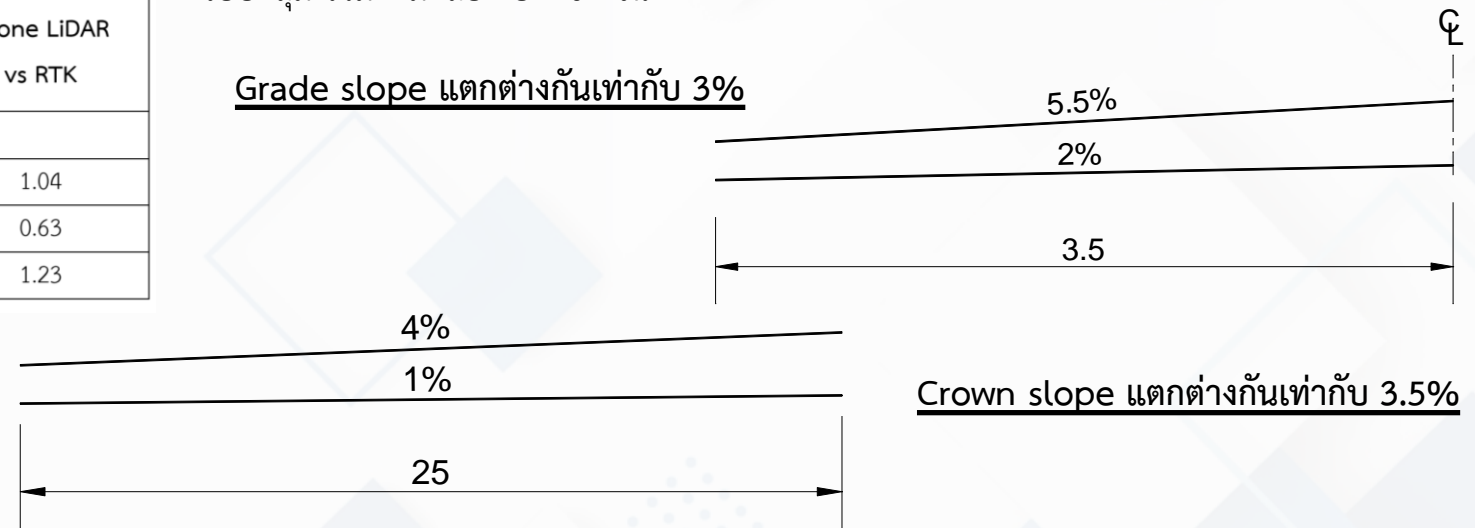 one LiDAR
vs RTK
1.04
0.63
1.23
Grade slope แตกต่างกันเท่ากับ 3%
℄
5.5%
2%
3.5
4%
1%
25
Crown slope แตกต่างกันเท่ากับ 3.5%